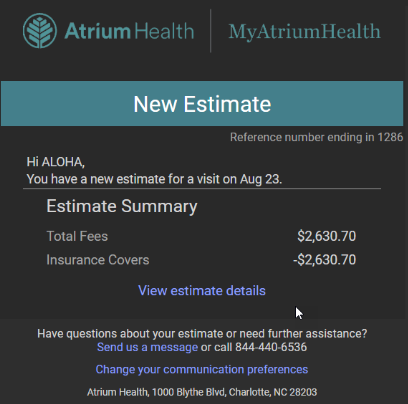 Atrium Health MyAtriumHealth
New Estimate
Reference number ending in 1286
Hi ALOHA,
You have a new estimate for a visit on Aug 23.
Estimate Summary
Total Fees $2,630.70
Insurance Covers -$2,630.70
View estimate details
Have questions about your estimate or need further assistance?
Send us a message or call 844-440-6536
Change your communication preferences
Atrium Health, 1000 Blythe Blvd, Charlotte, NC 28203